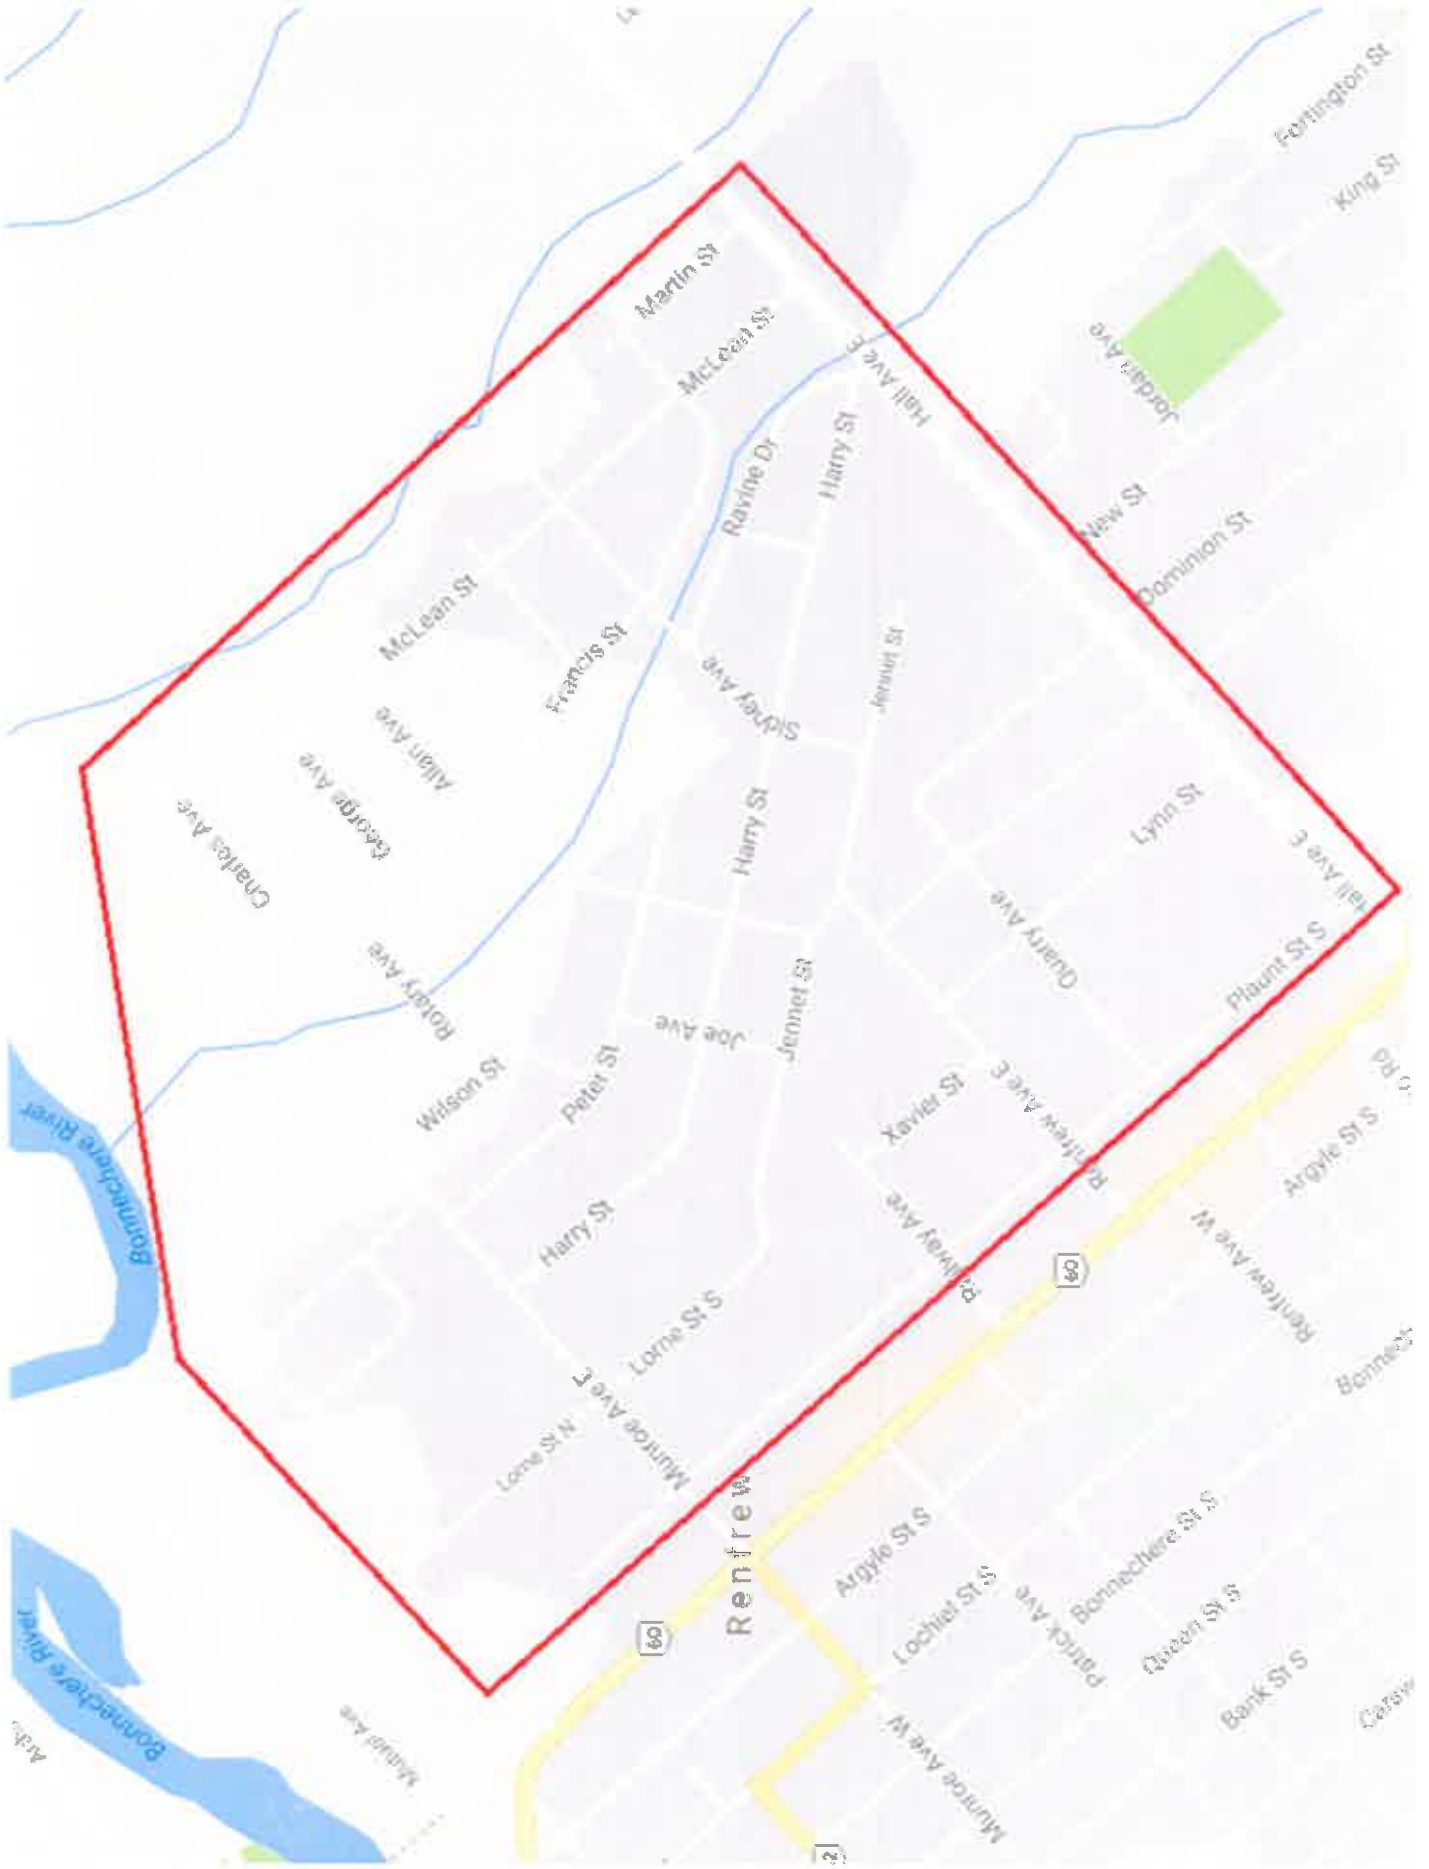 Fortington St
King St
Martin St
McLean St
Jordan Ave
Hall Ave E
Harry St
Ravine Dr
New St
Dominion St
McLean St
Francis St
Jennet St
Sidney Ave
Allan Ave
George Ave
Charles Ave
Harry St
Lynn St
Hall Ave E
Quarry Ave
Plaunt St S
Rotary Ave
Joe Ave
Jennet St
Wilson St
Peter St
Xavier St
Renfrew Ave E
Rd
Argyle St S
Bonnechere River
Railway Ave
Harry St
Renfrew Ave W
60
Lorne St S
Munroe Ave E
Lorne St N
Renfrew
Argyle St S
Bonnechere St S
Lochiel St S
Patrick Ave
Queen St S
Bank St S
60
Bonnechere River
Mutual Ave
Munroe Ave W
2